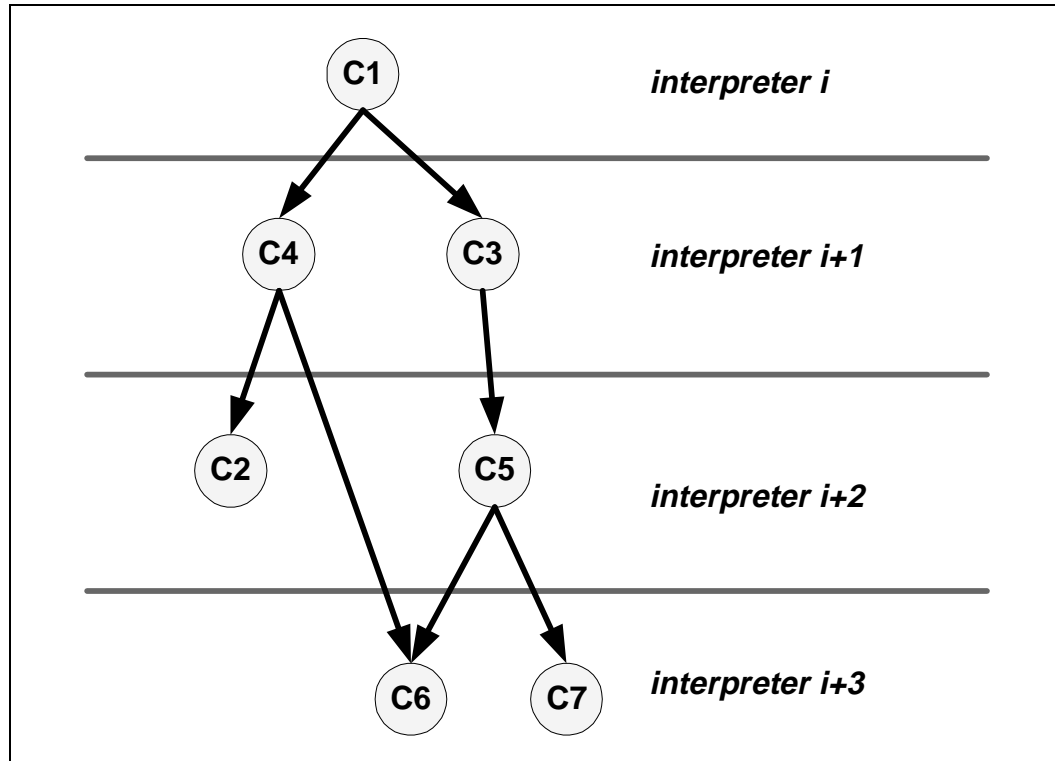 C1
interpreter i
C4
C3
interpreter i+1
C2
C5
interpreter i+2
C6
C7
interpreter i+3